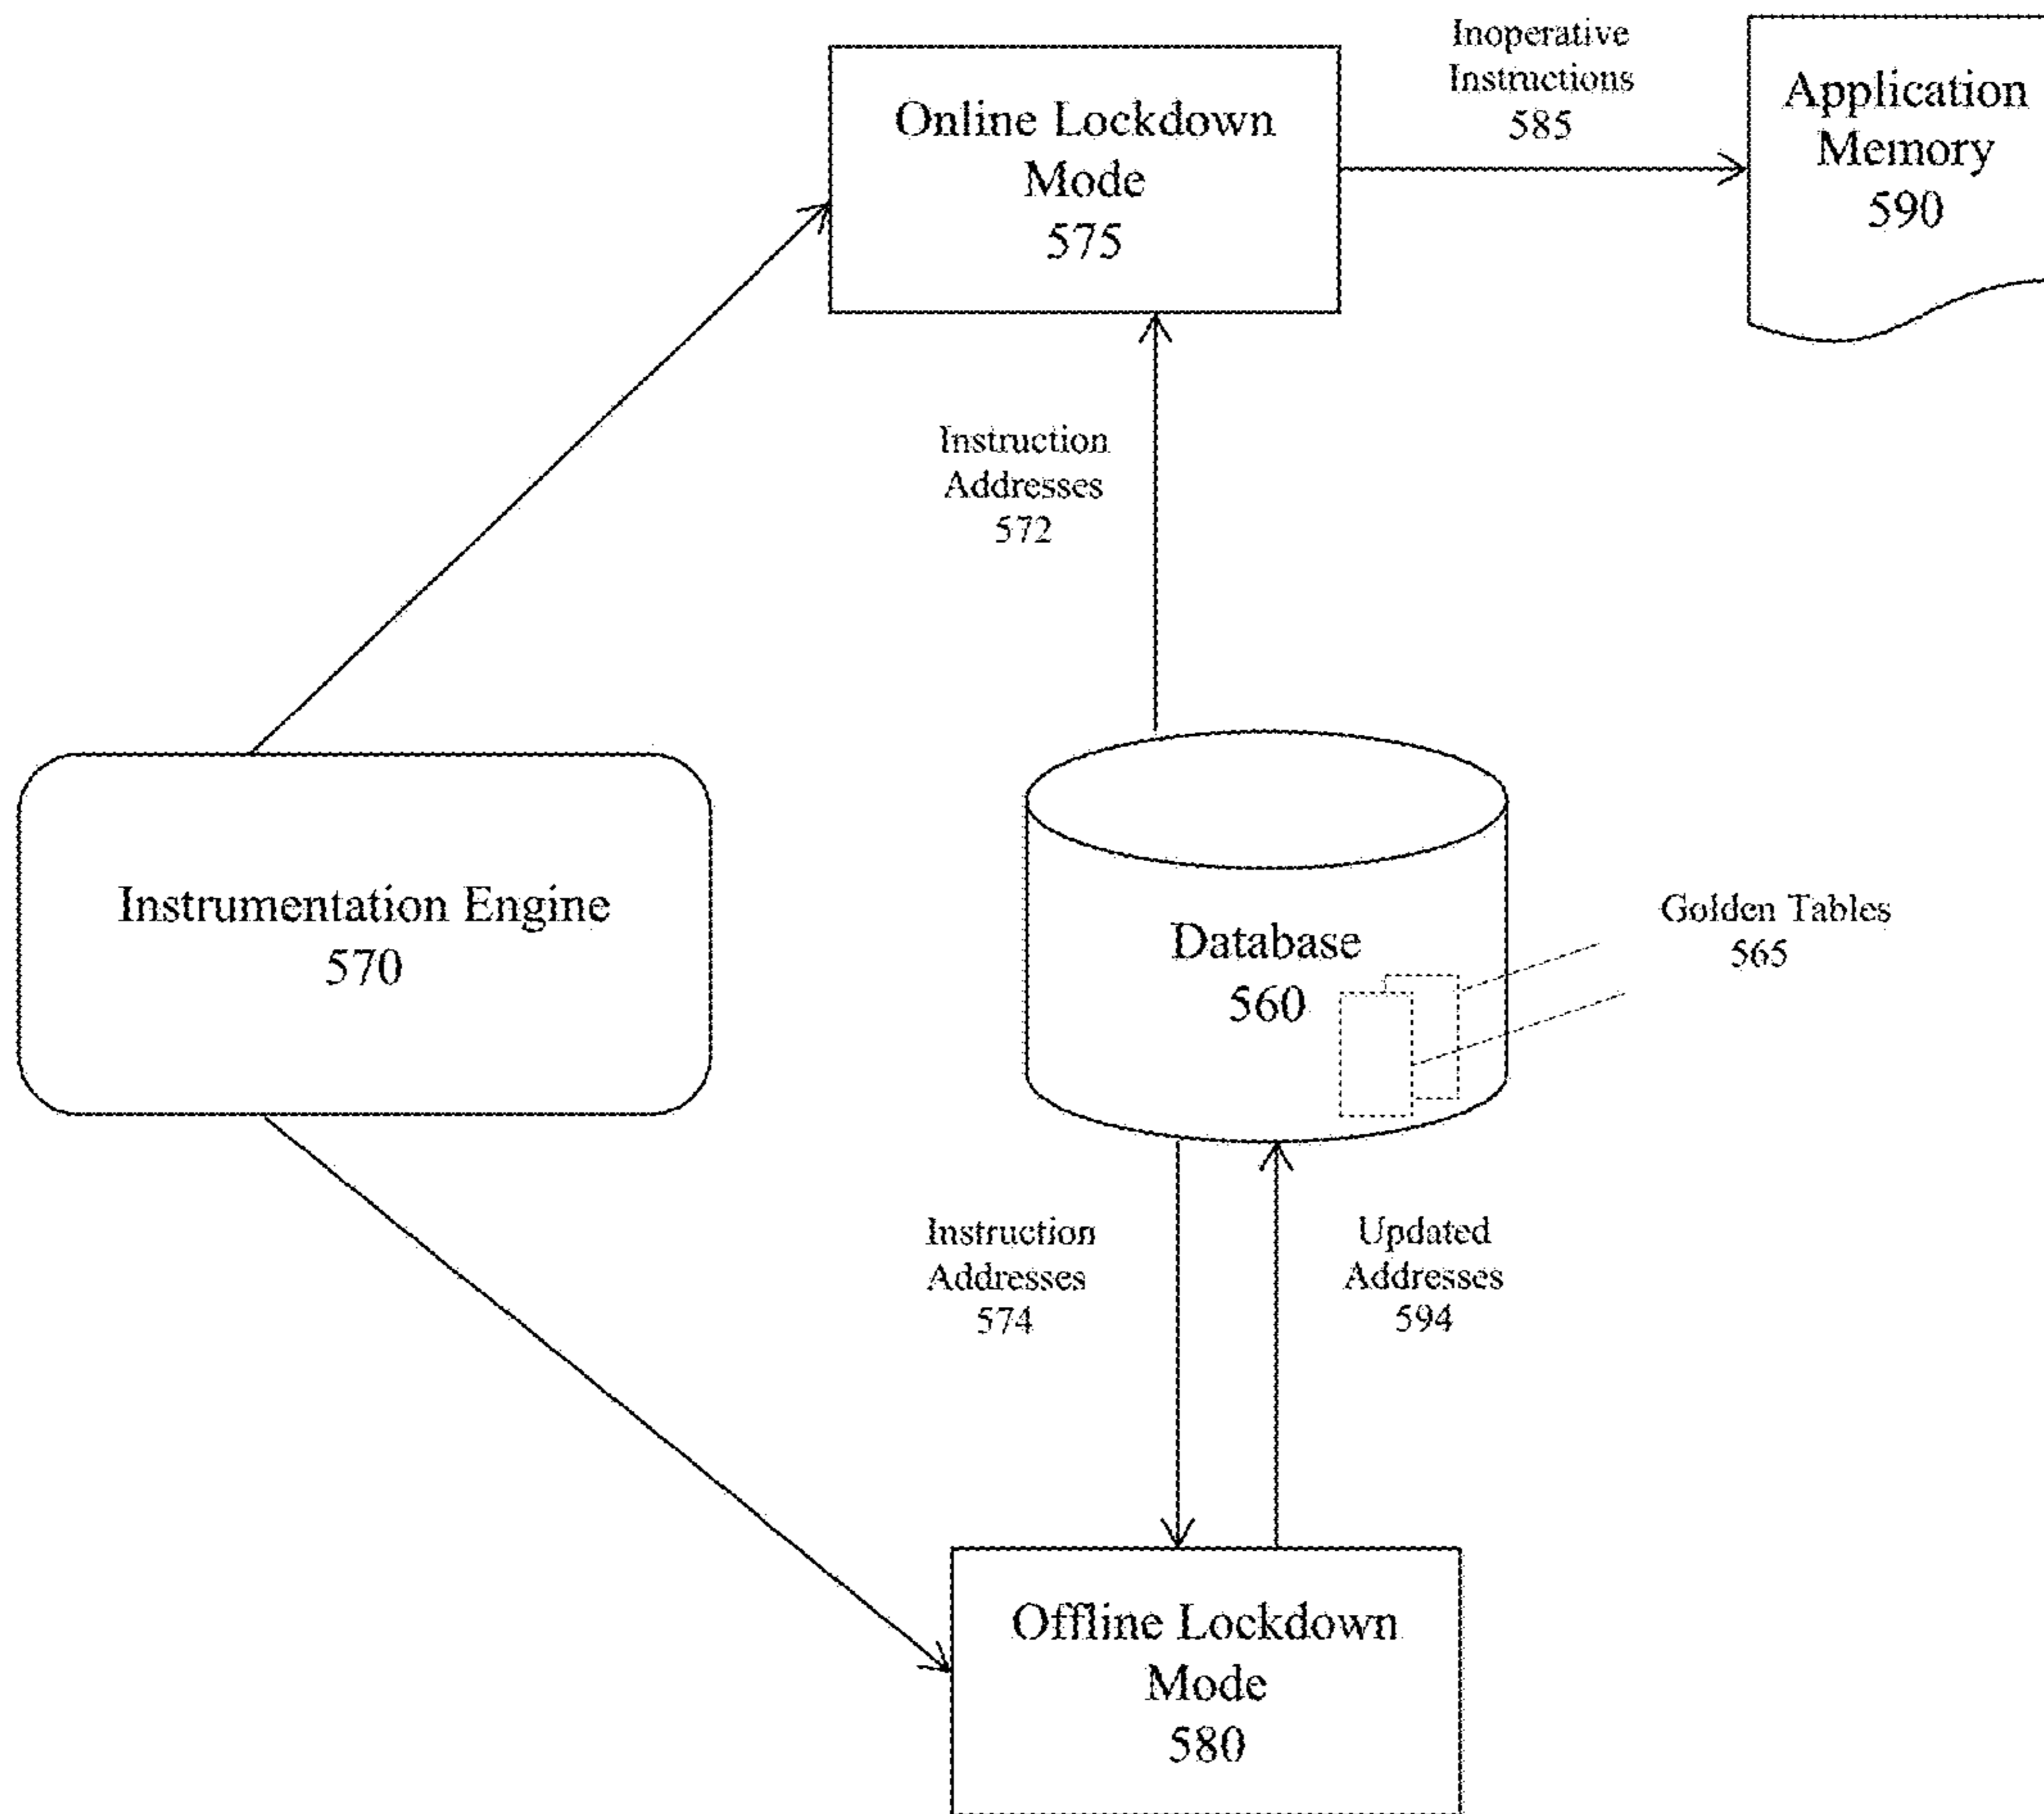 Inoperative
Instructions
585
Application
Memory
590
Online Lockdown
Mode
575
Instruction
Addresses
572
Instrumentation Engine
570
Database
560
Golden Tables
565
Instruction
Addresses
574
Updated
Addresses
594
Offline Lockdown
Mode
580